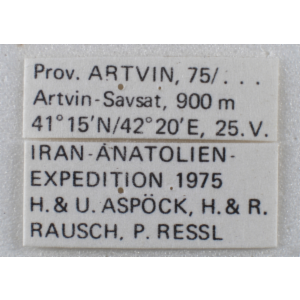 Prov. ARTVIN, 75/ . . .
Artvin-Savsat, 900 m
41°15'N/42°20'E, 25.V.
IRAN-ANATOLIEN-
EXPEDITION 1975
H. & U. ASPÖCK, H. & R.
RAUSCH, P. RESSL